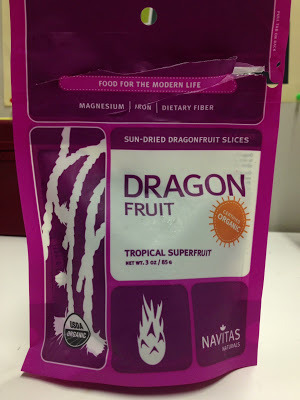 FOOD FOR THE MODERN LIFE
MAGNESIUM | IRON | DIETARY FIBER
SUN-DRIED DRAGONFRUIT SLICES
DRAGON
FRUIT
CERTIFIED
ORGANIC
TROPICAL SUPERFRUIT
NET WT. 3 OZ / 85 g
USDA
ORGANIC
NAVITAS
NATURALS